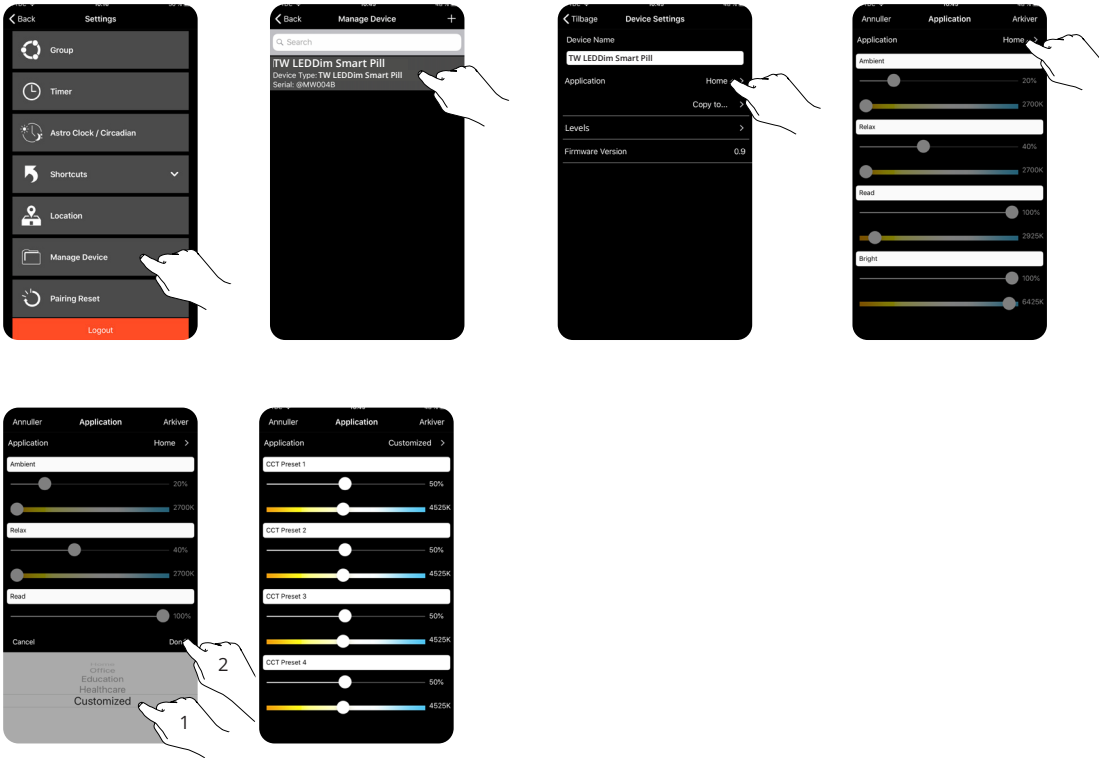 Back Settings
Group
Timer
Astro Clock / Circadian
Shortcuts
Location
Manage Device
Pairing Reset
Logout
Back Manage Device +
Search
TW LEDDim Smart Pill
Device Type: TW LEDDim Smart Pill
Serial: @MW004B
Tilbage Device Settings
Device Name
TW LEDDim Smart Pill
Application Home
Copy to... >
Levels >
Firmware Version 0.9
Annuller Application Arkiver
Application Home >
Ambient
20%
2700K
Relax
40%
2700K
Read
100%
2925K
Bright
100%
6425K
Annuller Application Arkiver
Application Home >
Ambient
20%
2700K
Relax
40%
2700K
Read
100%
Cancel
Office
Education
Healthcare
Customized
1
2
Annuller Application Arkiver
Application Customized >
CCT Preset 1
50%
4525K
CCT Preset 2
50%
4525K
CCT Preset 3
50%
4525K
CCT Preset 4
50%
4525K